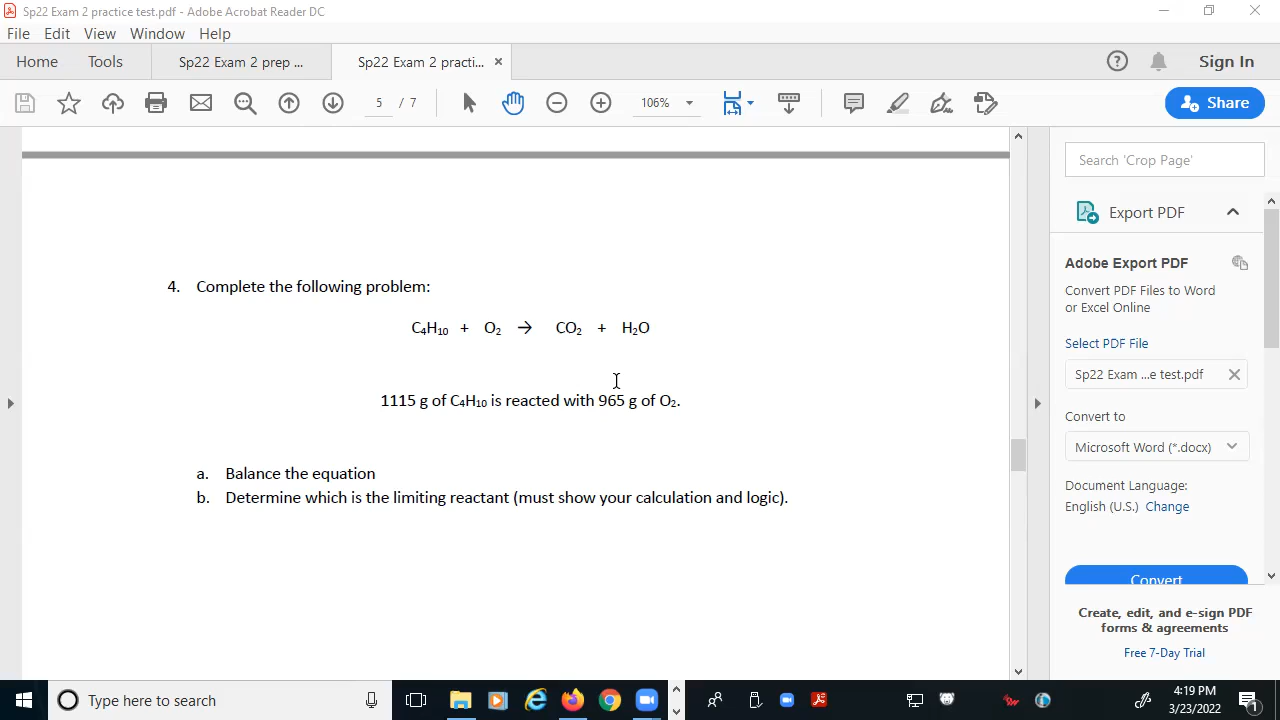 Sp22 Exam 2 practice test.pdf - Adobe Acrobat Reader DC
File Edit View Window Help
Home Tools Sp22 Exam 2 prep ... Sp22 Exam 2 practi... × Sign In
5 / 7 106% Share
Search 'Crop Page'
Export PDF
Adobe Export PDF
Convert PDF Files to Word
or Excel Online
Select PDF File
Sp22 Exam ...e test.pdf
Convert to
Microsoft Word (*.docx)
Document Language:
English (U.S.) Change
Convert
Create, edit, and e-sign PDF
forms & agreements
Free 7-Day Trial
4. Complete the following problem:
C₄H₁₀ + O₂ → CO₂ + H₂O
1115 g of C₄H₁₀ is reacted with 965 g of O₂.
a. Balance the equation
b. Determine which is the limiting reactant (must show your calculation and logic).
Type here to search
4:19 PM
3/23/2022
1